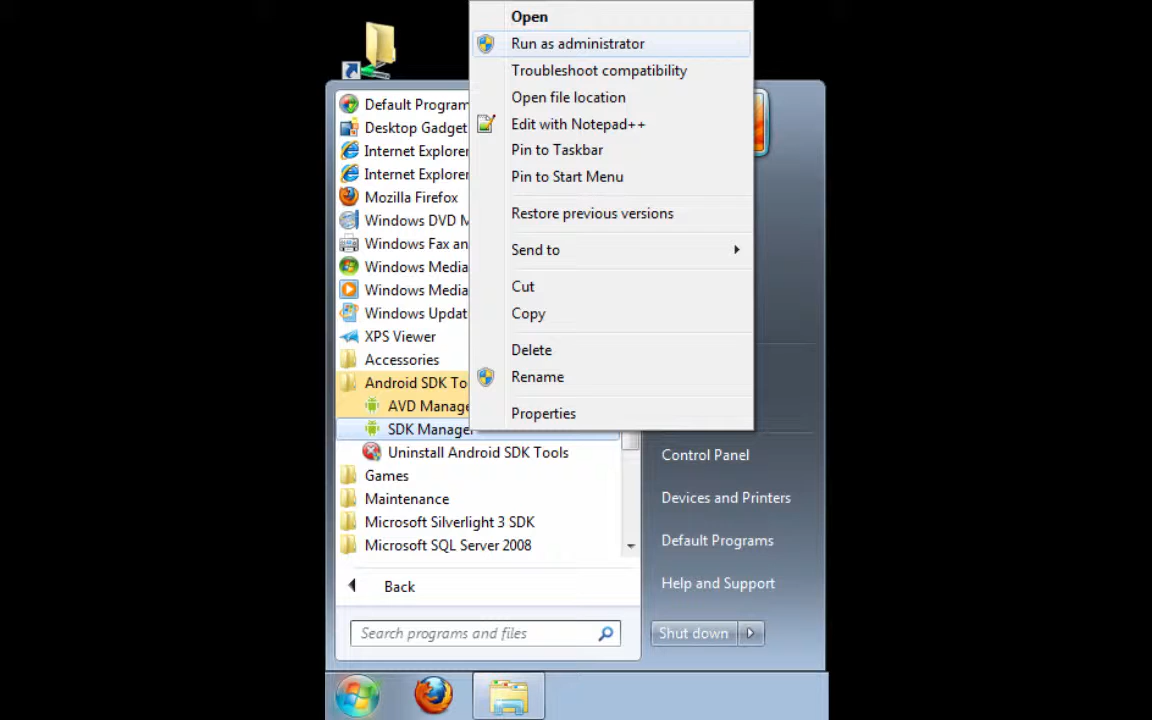 Open
Run as administrator
Troubleshoot compatibility
Open file location
Edit with Notepad++
Pin to Taskbar
Pin to Start Menu
Restore previous versions
Send to
Cut
Copy
Delete
Rename
Properties
Default Program
Desktop Gadget
Internet Explorer
Internet Explorer
Mozilla Firefox
Windows DVD M
Windows Fax an
Windows Media
Windows Media
Windows Updat
XPS Viewer
Accessories
Android SDK To
AVD Manage
SDK Manager
Uninstall Android SDK Tools
Games
Maintenance
Microsoft Silverlight 3 SDK
Microsoft SQL Server 2008
Back
Search programs and files
Control Panel
Devices and Printers
Default Programs
Help and Support
Shut down